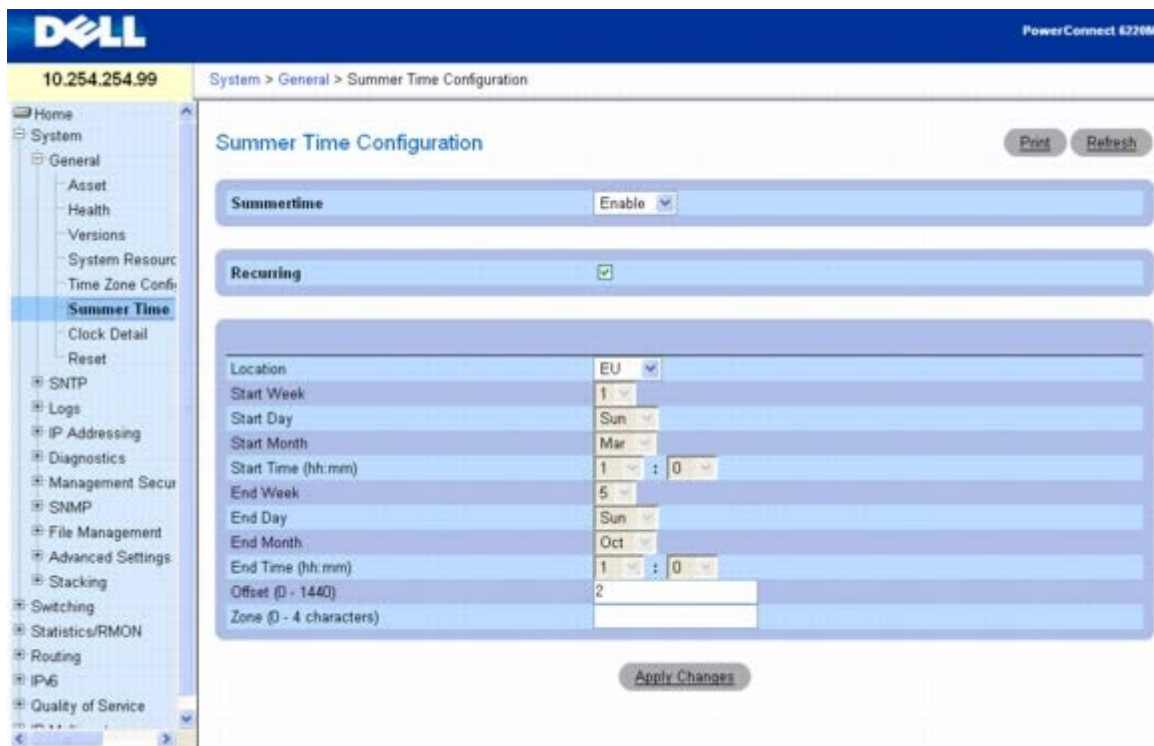 DELL
PowerConnect 6220M
10.254.254.99
System > General > Summer Time Configuration
Home
System
General
Asset
Health
Versions
System Resourc
Time Zone Confi
Summer Time
Clock Detail
Reset
SNTP
Logs
IP Addressing
Diagnostics
Management Secur
SNMP
File Management
Advanced Settings
Stacking
Switching
Statistics/RMON
Routing
IPv6
Quality of Service
Summer Time Configuration
Print Refresh
Summertime Enable
Recurring
Location EU
Start Week 1
Start Day Sun
Start Month Mar
Start Time (hh:mm) 1 : 0
End Week 5
End Day Sun
End Month Oct
End Time (hh:mm) 1 : 0
Offset (0 - 1440) 2
Zone (0 - 4 characters)
Apply Changes